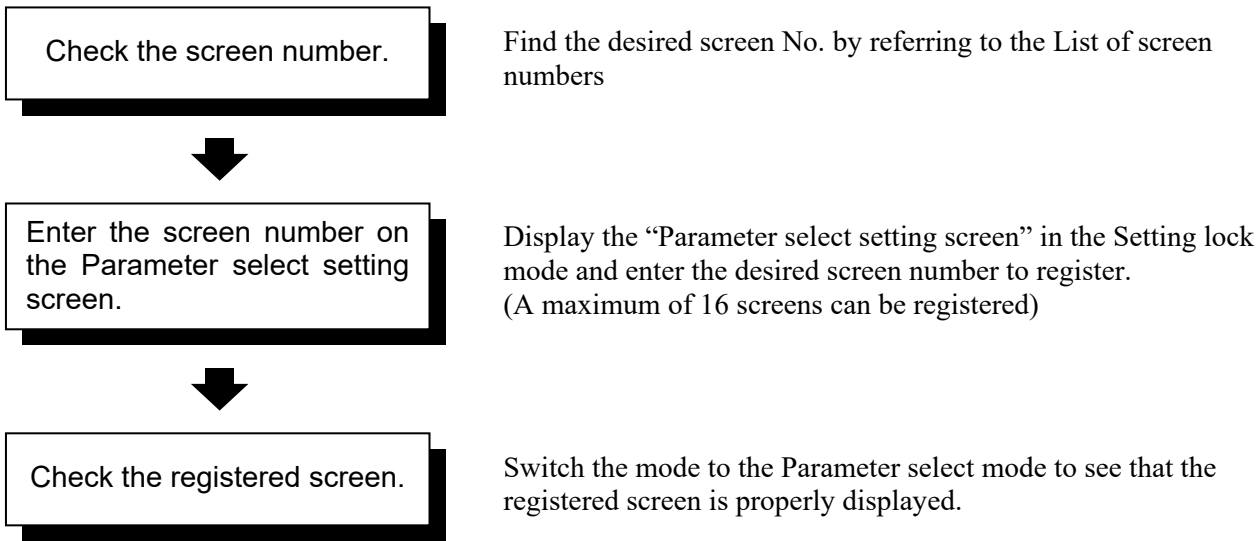 Check the screen number.
Find the desired screen No. by referring to the List of screen
numbers
Enter the screen number on
the Parameter select setting
screen.
Display the “Parameter select setting screen” in the Setting lock
mode and enter the desired screen number to register.
(A maximum of 16 screens can be registered)
Check the registered screen.
Switch the mode to the Parameter select mode to see that the
registered screen is properly displayed.